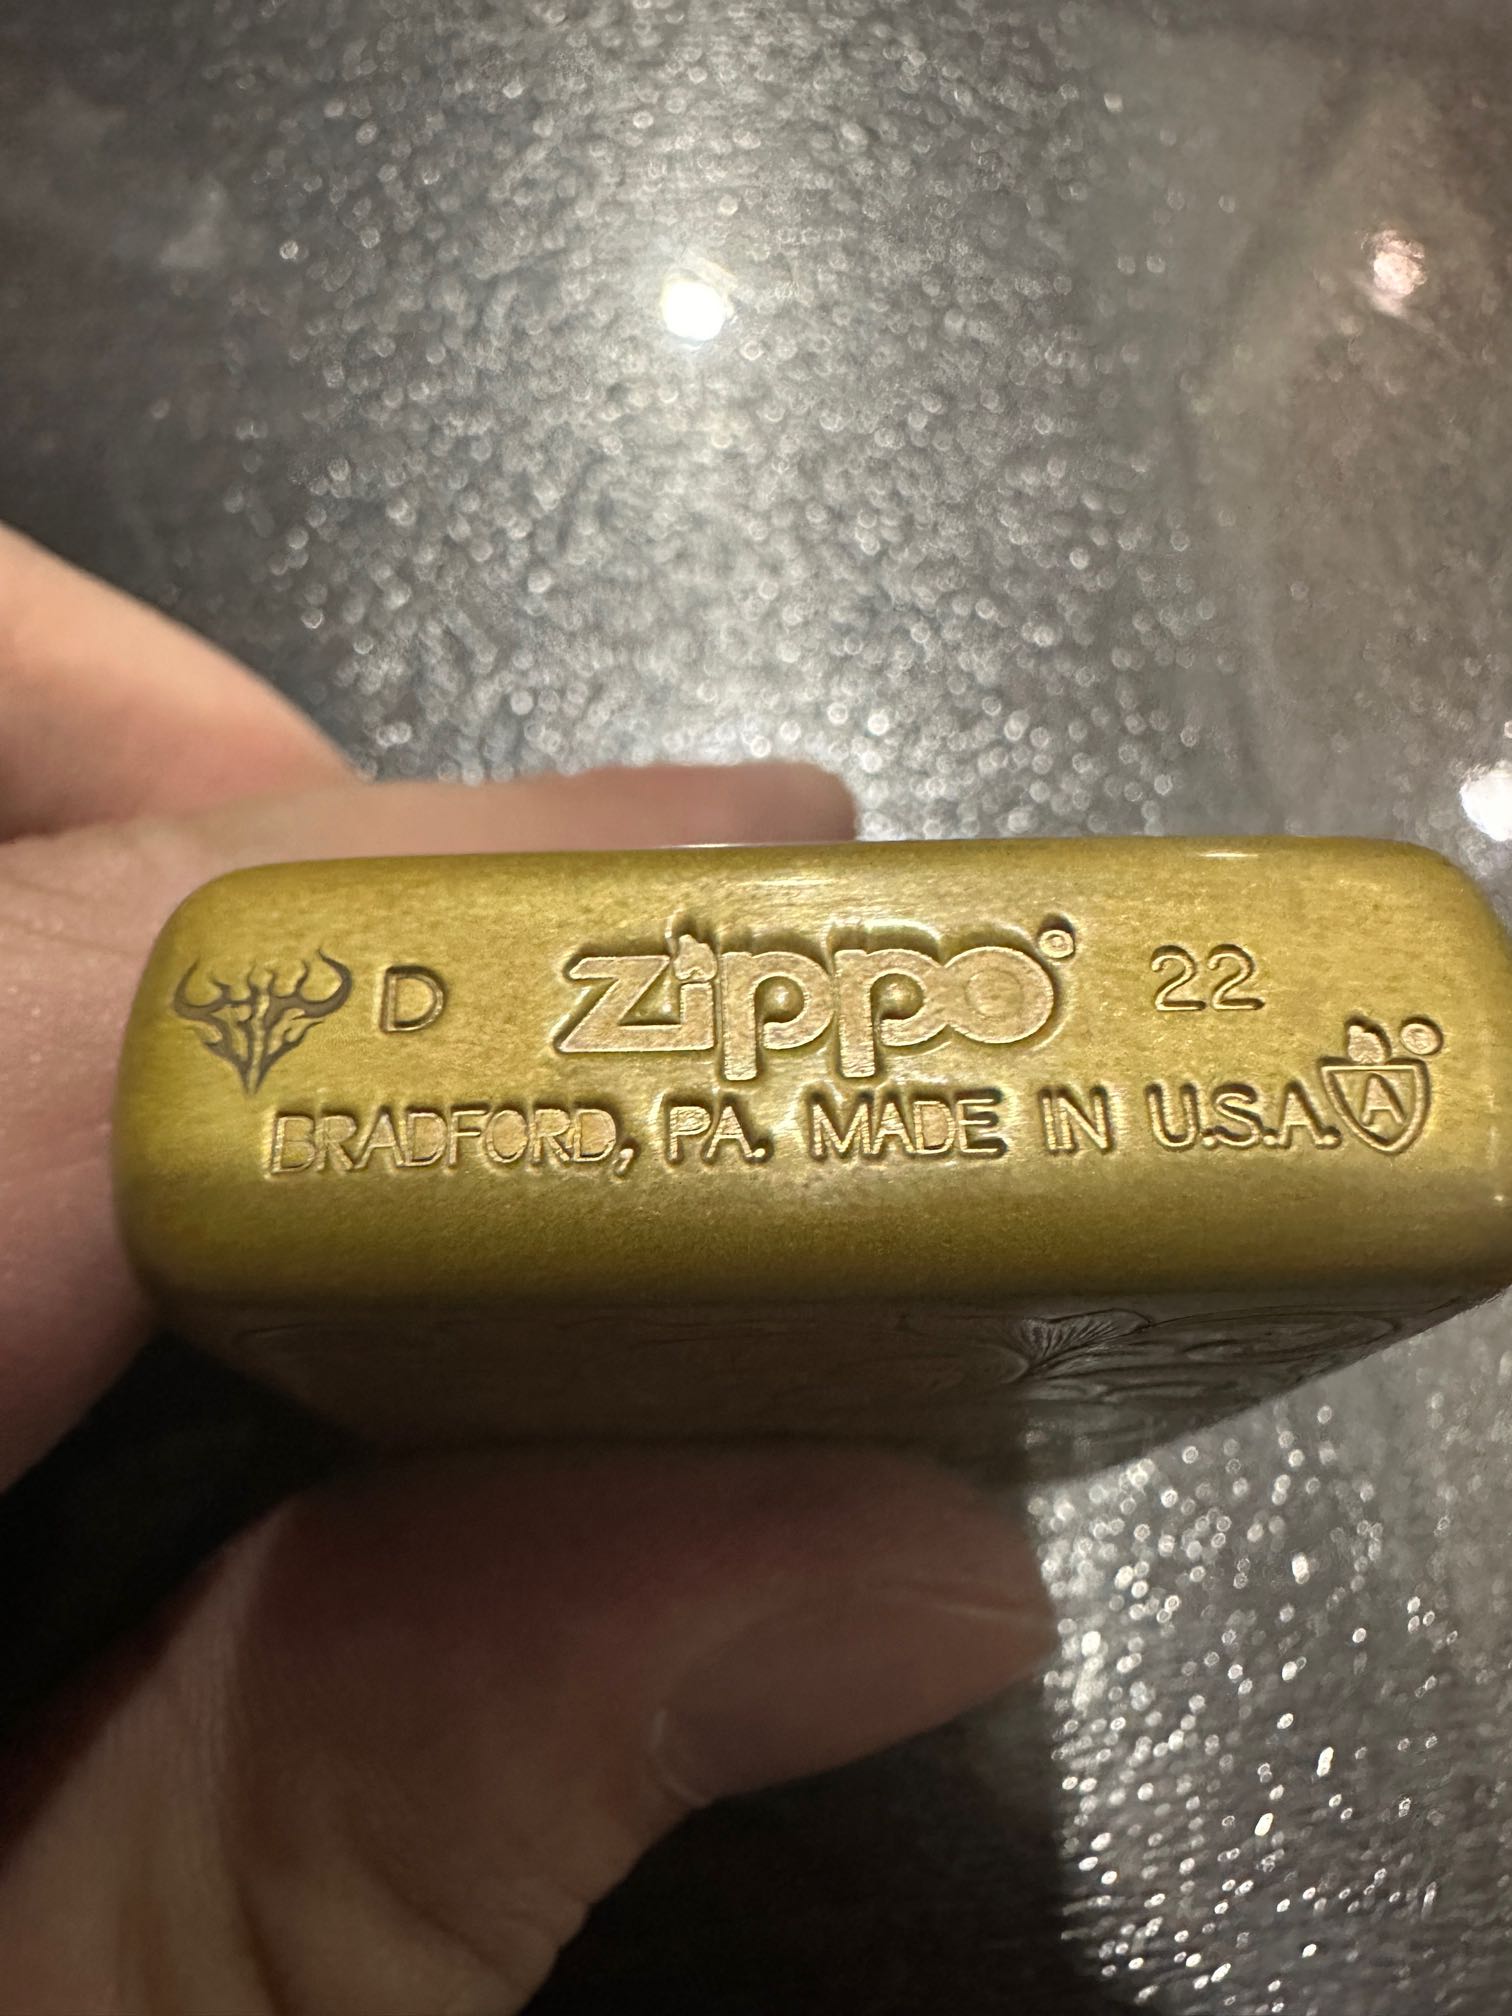 D zippo 22
BRADFORD, PA. MADE IN U.S.A. A